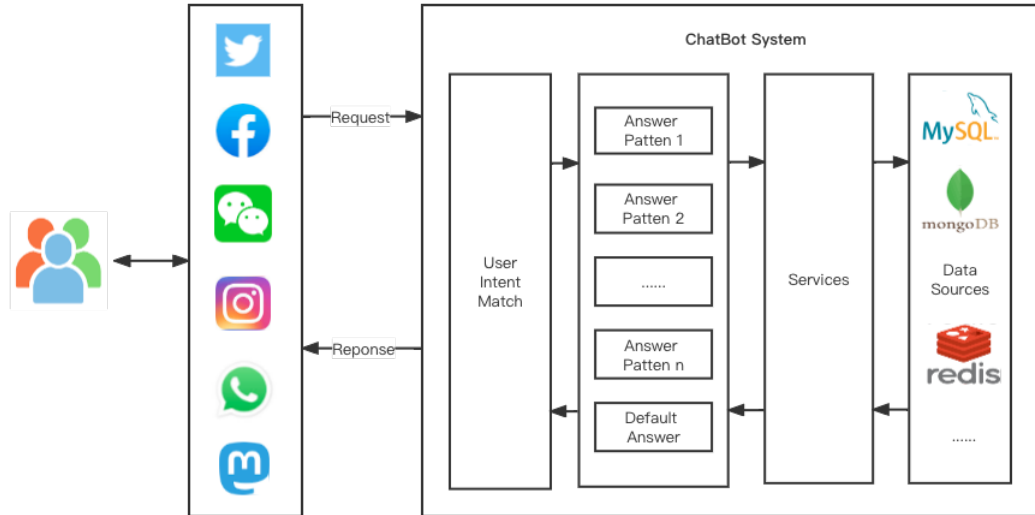 ChatBot System
Request
Reponse
User
Intent
Match
Answer
Patten 1
Answer
Patten 2
......
Answer
Patten n
Default
Answer
Services
MySQL
mongoDB
Data
Sources
redis
......